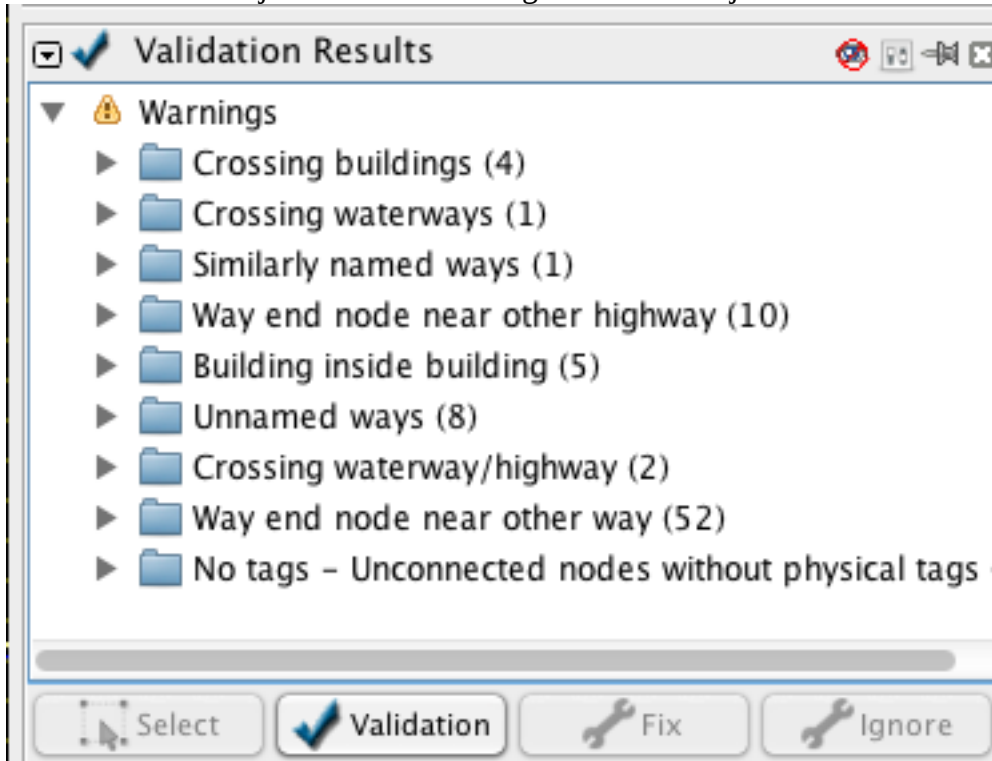 Validation Results
Warnings
Crossing buildings (4)
Crossing waterways (1)
Similarly named ways (1)
Way end node near other highway (10)
Building inside building (5)
Unnamed ways (8)
Crossing waterway/highway (2)
Way end node near other way (52)
No tags – Unconnected nodes without physical tags
Select Validation Fix Ignore